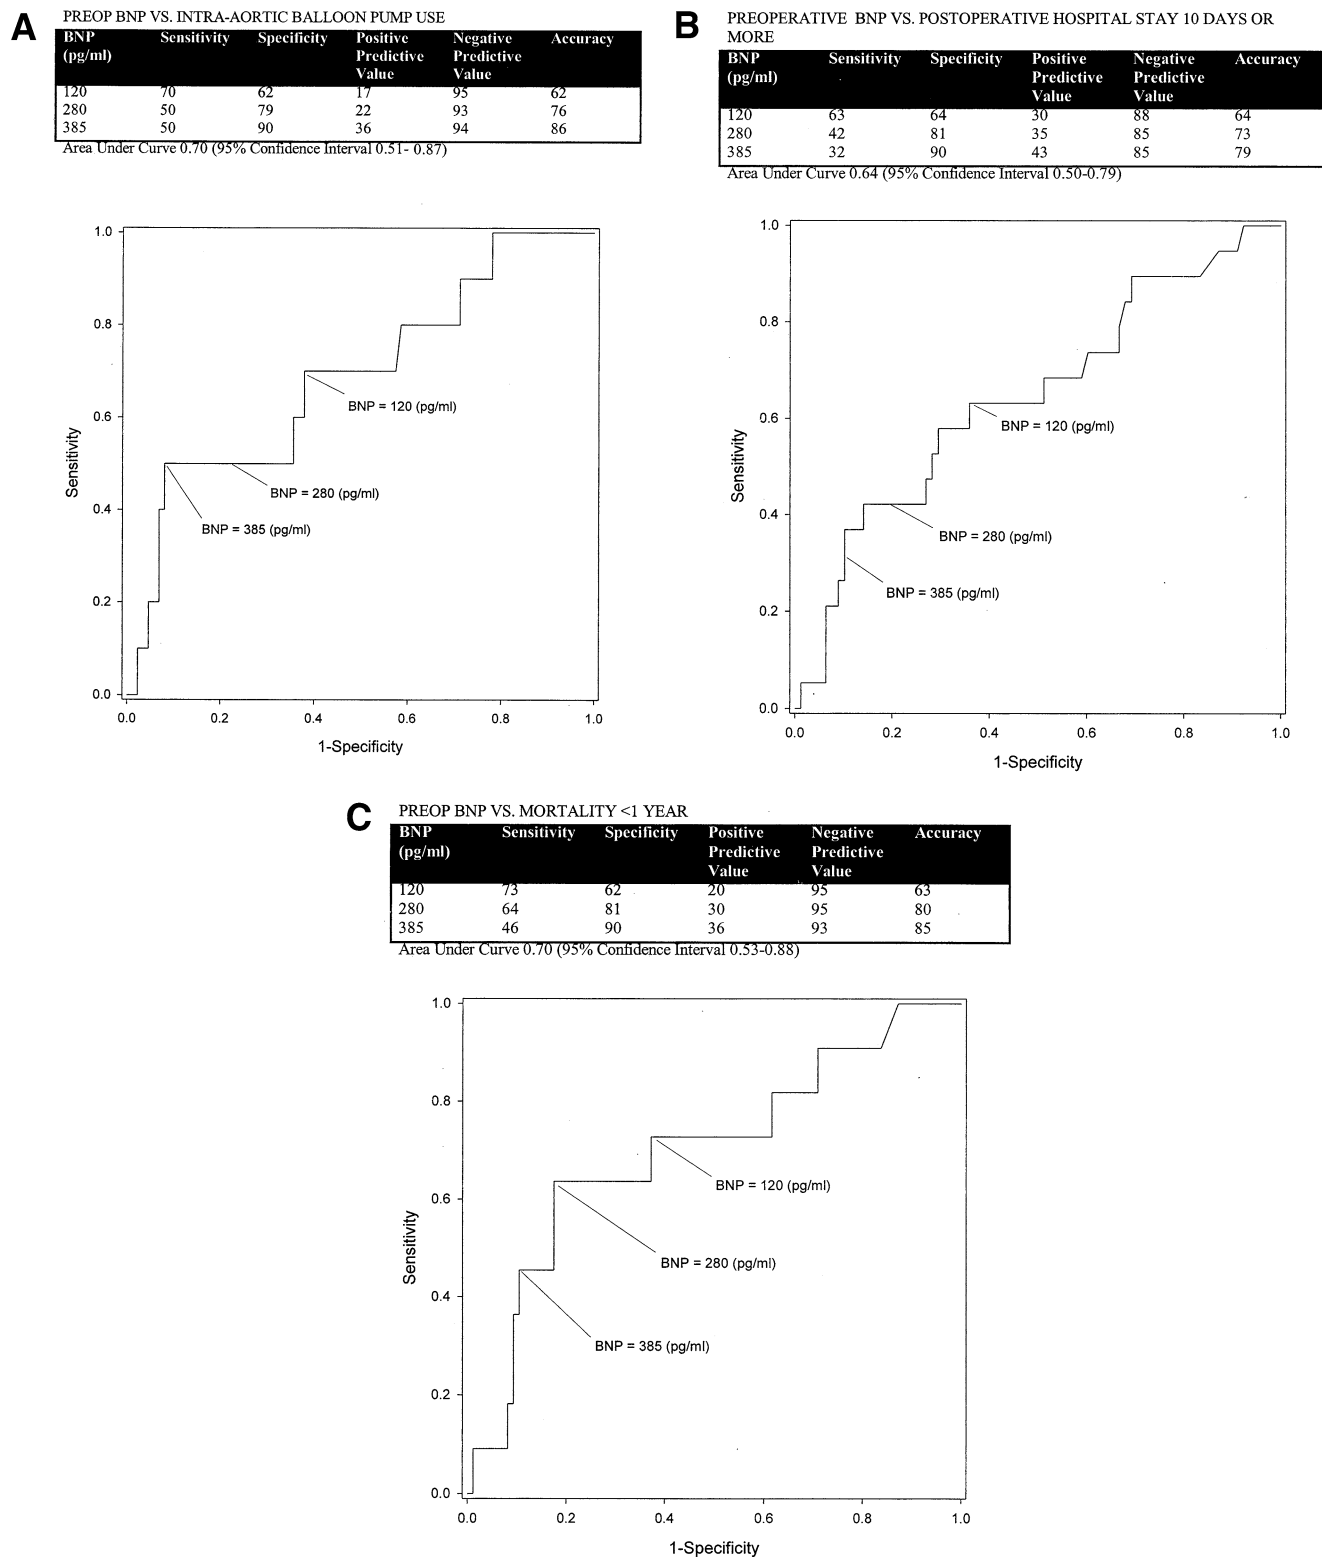 A
PREOP BNP VS. INTRA-AORTIC BALLOON PUMP USE
BNP (pg/ml) Sensitivity Specificity Positive Predictive Value Negative Predictive Value Accuracy
120 70 62 17 95 62
280 50 79 22 93 76
385 50 90 36 94 86
Area Under Curve 0.70 (95% Confidence Interval 0.51- 0.87)
1.0
0.8
0.6
0.4
0.2
0.0
Sensitivity
BNP = 120 (pg/ml)
BNP = 280 (pg/ml)
BNP = 385 (pg/ml)
0.0 0.2 0.4 0.6 0.8 1.0
1-Specificity
B
PREOPERATIVE BNP VS. POSTOPERATIVE HOSPITAL STAY 10 DAYS OR
MORE
BNP (pg/ml) Sensitivity Specificity Positive Predictive Value Negative Predictive Value Accuracy
120 63 64 30 88 64
280 42 81 35 85 73
385 32 90 43 85 79
Area Under Curve 0.64 (95% Confidence Interval 0.50-0.79)
1.0
0.8
0.6
0.4
0.2
0.0
Sensitivity
BNP = 120 (pg/ml)
BNP = 280 (pg/ml)
BNP = 385 (pg/ml)
0.0 0.2 0.4 0.6 0.8 1.0
1-Specificity
C
PREOP BNP VS. MORTALITY <1 YEAR
BNP (pg/ml) Sensitivity Specificity Positive Predictive Value Negative Predictive Value Accuracy
120 73 62 20 95 63
280 64 81 30 95 80
385 46 90 36 93 85
Area Under Curve 0.70 (95% Confidence Interval 0.53-0.88)
1.0
0.8
0.6
0.4
0.2
0.0
Sensitivity
BNP = 120 (pg/ml)
BNP = 280 (pg/ml)
BNP = 385 (pg/ml)
0.0 0.2 0.4 0.6 0.8 1.0
1-Specificity